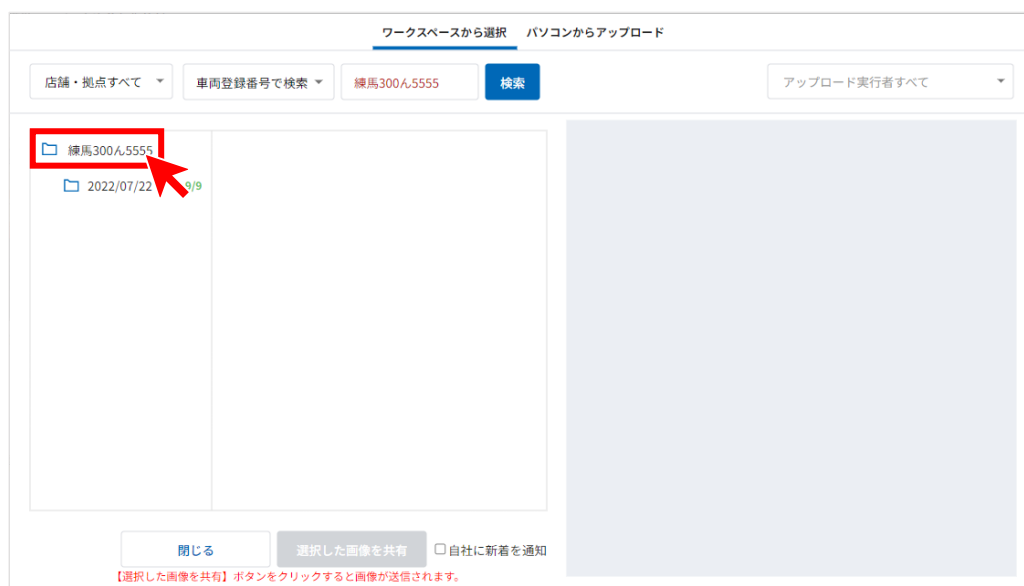 ワークスペースから選択 パソコンからアップロード
店舗・拠点すべて 車両登録番号で検索 練馬300ん5555 検索 アップロード実行者すべて
練馬300ん5555
2022/07/22 9/9
閉じる 選択した画像を共有 自社に新着を通知
【選択した画像を共有】ボタンをクリックすると画像が送信されます。